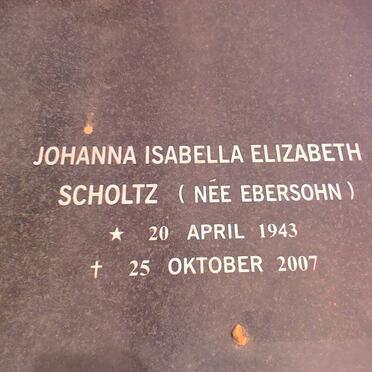 JOHANNA ISABELLA ELIZABETH
SCHOLTZ ( NÉE EBERSOHN )
★ 20 APRIL 1943
✝ 25 OKTOBER 2007